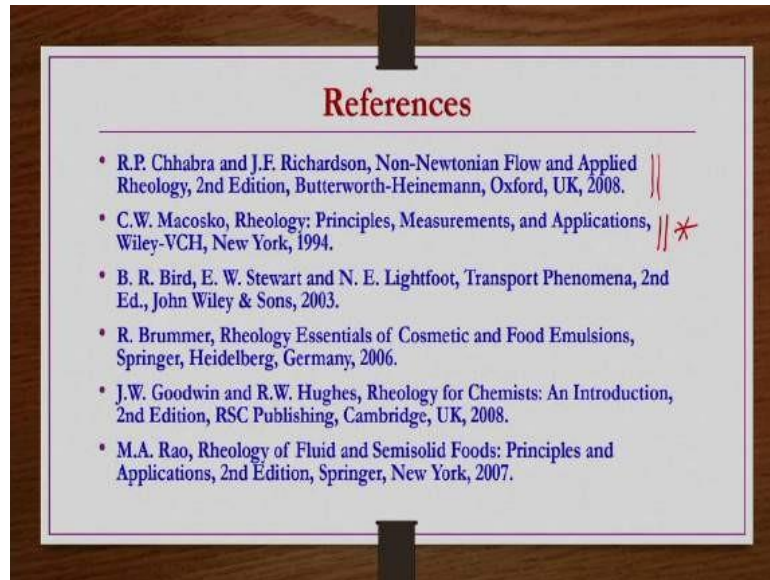 References
• R.P. Chhabra and J.F. Richardson, Non-Newtonian Flow and Applied
Rheology, 2nd Edition, Butterworth-Heinemann, Oxford, UK, 2008.
• C.W. Macosko, Rheology: Principles, Measurements, and Applications,
Wiley-VCH, New York, 1994.
• B. R. Bird, E. W. Stewart and N. E. Lightfoot, Transport Phenomena, 2nd
Ed., John Wiley & Sons, 2003.
• R. Brummer, Rheology Essentials of Cosmetic and Food Emulsions,
Springer, Heidelberg, Germany, 2006.
• J.W. Goodwin and R.W. Hughes, Rheology for Chemists: An Introduction,
2nd Edition, RSC Publishing, Cambridge, UK, 2008.
• M.A. Rao, Rheology of Fluid and Semisolid Foods: Principles and
Applications, 2nd Edition, Springer, New York, 2007.